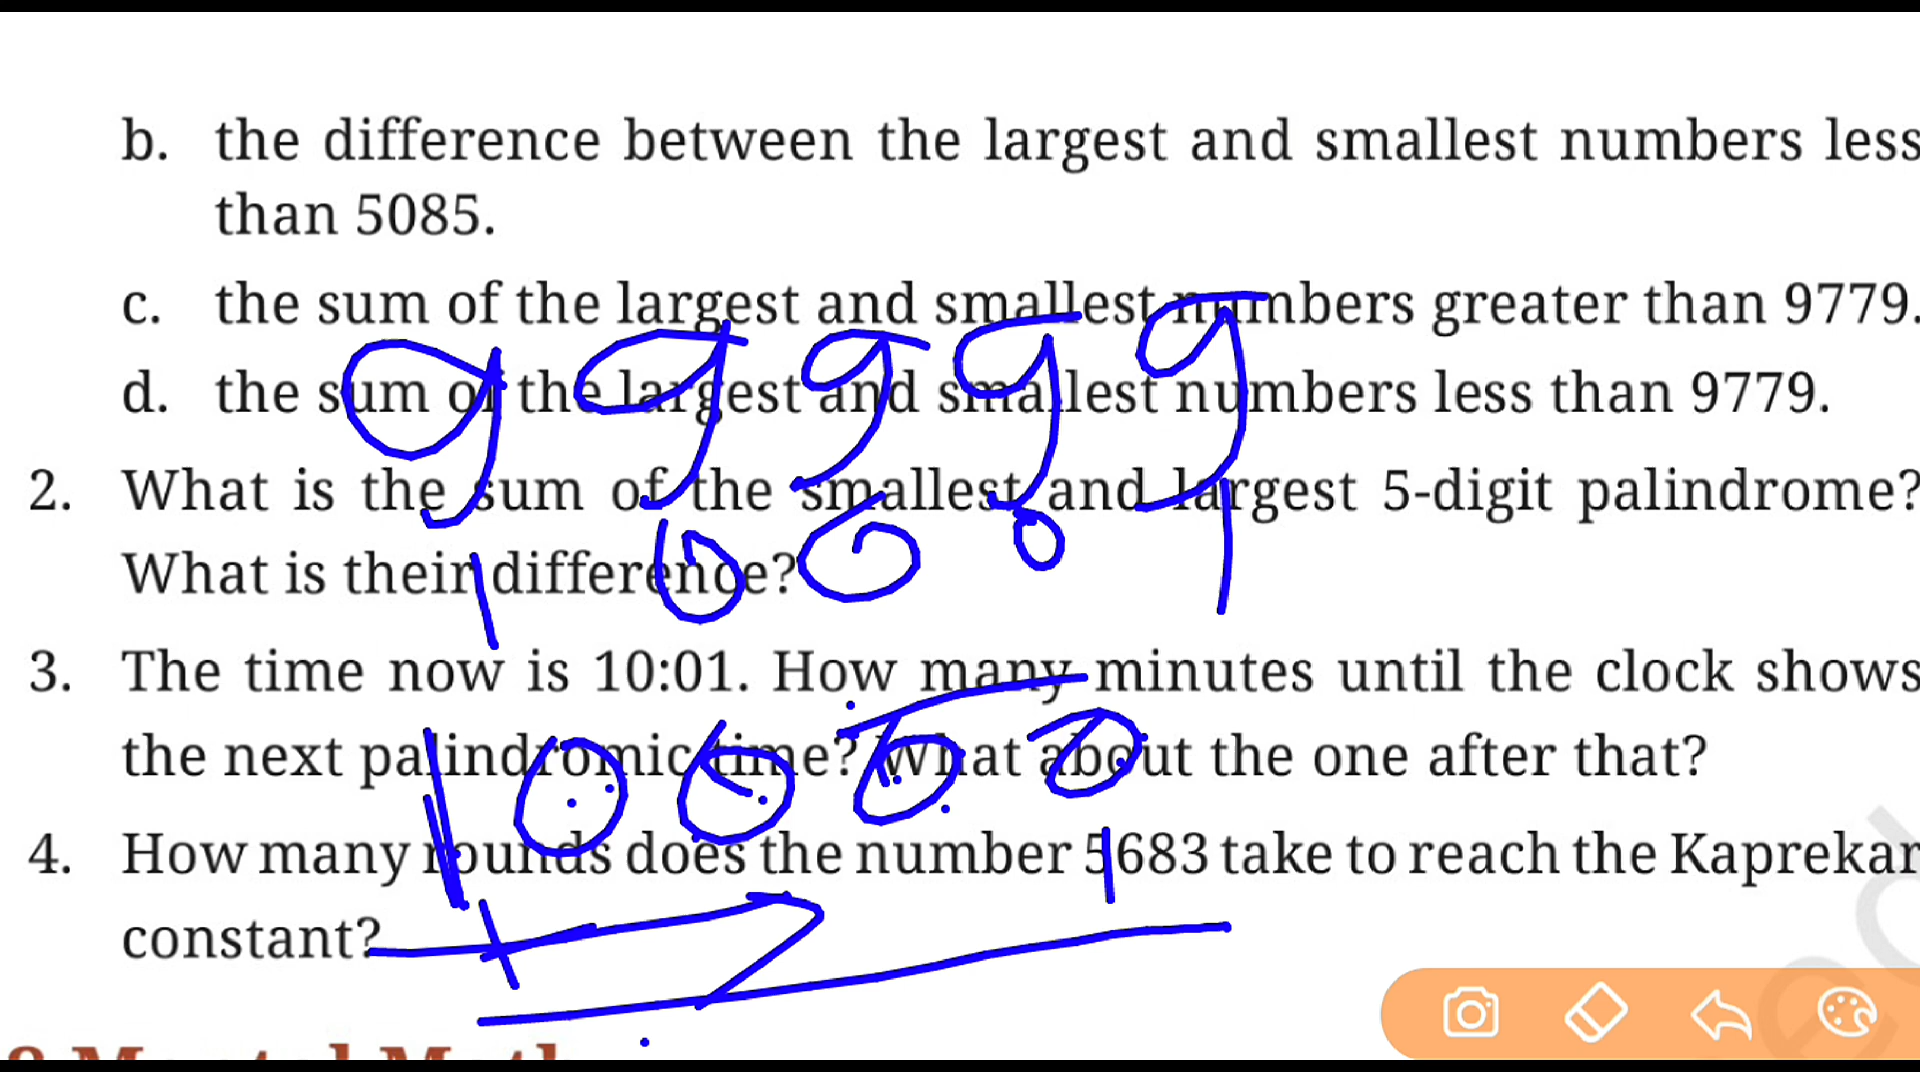 b. the difference between the largest and smallest numbers less
than 5085.
c. the sum of the largest and smallest numbers greater than 9779.
d. the sum of the largest and smallest numbers less than 9779.
99999
2. What is the sum of the smallest and largest 5-digit palindrome?
What is their difference?
10001
3. The time now is 10:01. How many minutes until the clock shows
the next palindromic time? What about the one after that?
10000
4. How many rounds does the number 5683 take to reach the Kaprekar
1
constant?